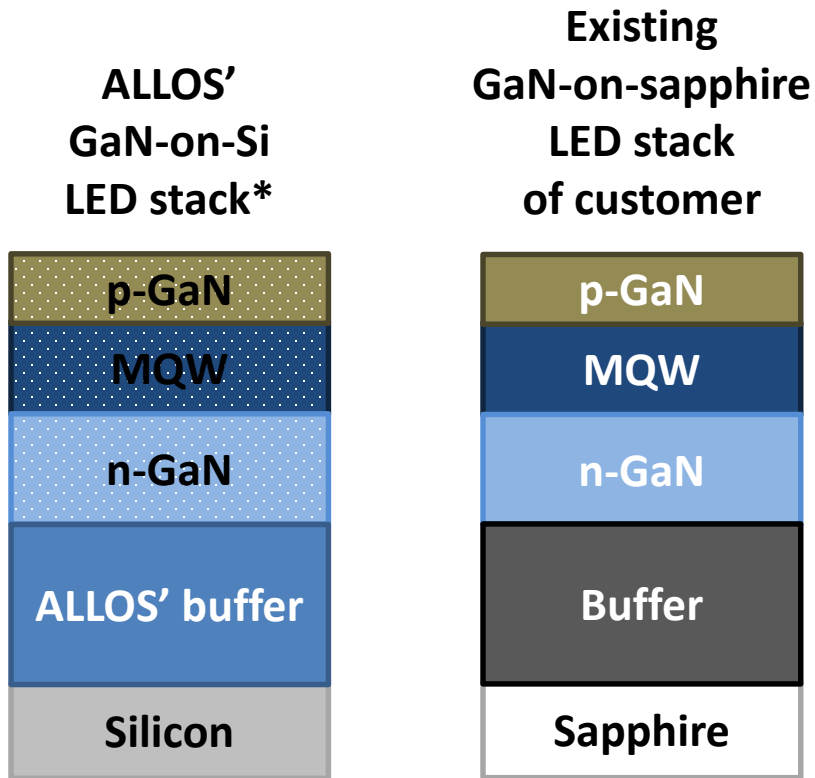 ALLOS’
GaN-on-Si
LED stack*
p-GaN
MQW
n-GaN
ALLOS’ buffer
Silicon
Existing
GaN-on-sapphire
LED stack
of customer
p-GaN
MQW
n-GaN
Buffer
Sapphire